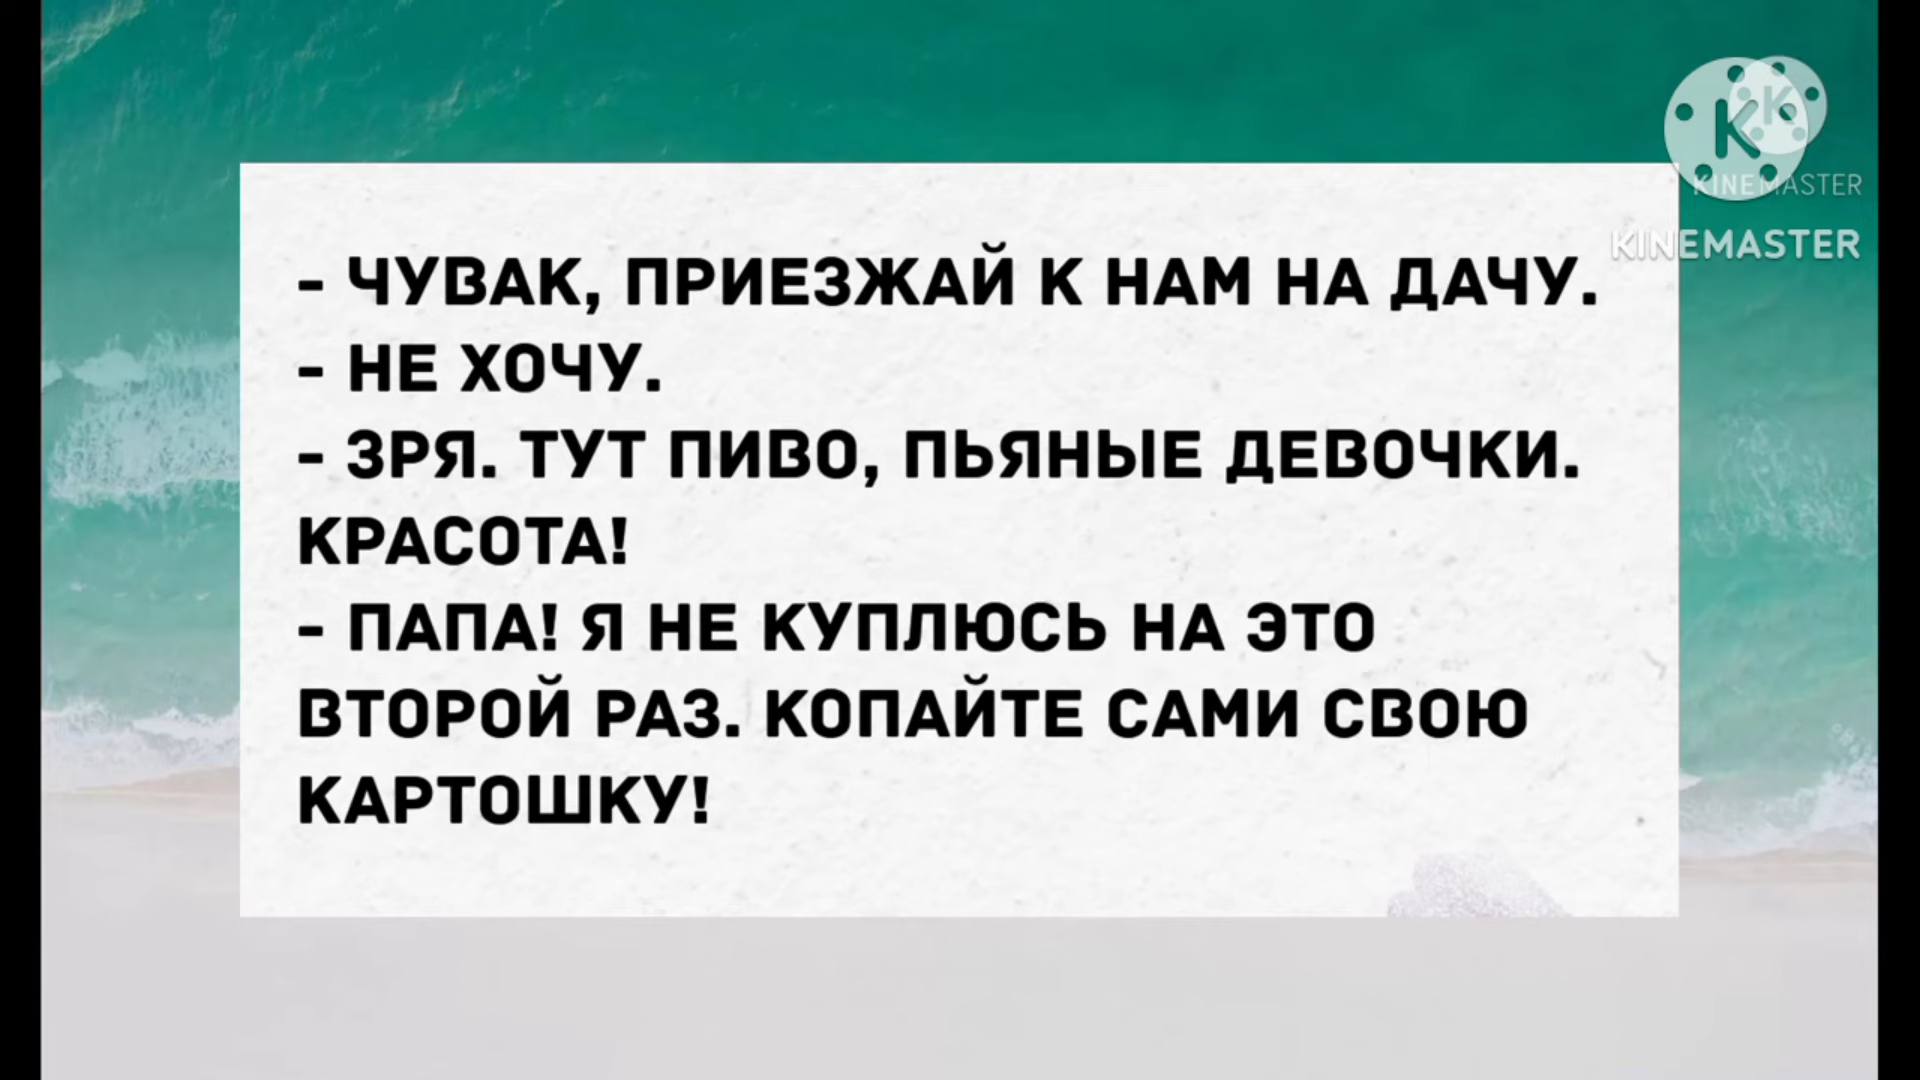 - ЧУВАК, ПРИЕЗЖАЙ К НАМ НА ДАЧУ.
- НЕ ХОЧУ.
- ЗРЯ. ТУТ ПИВО, ПЬЯНЫЕ ДЕВОЧКИ.
КРАСОТА!
- ПАПА! Я НЕ КУПЛЮСЬ НА ЭТО
ВТОРОЙ РАЗ. КОПАЙТЕ САМИ СВОЮ
КАРТОШКУ!
K
K
KINEMASTER
KINEMASTER